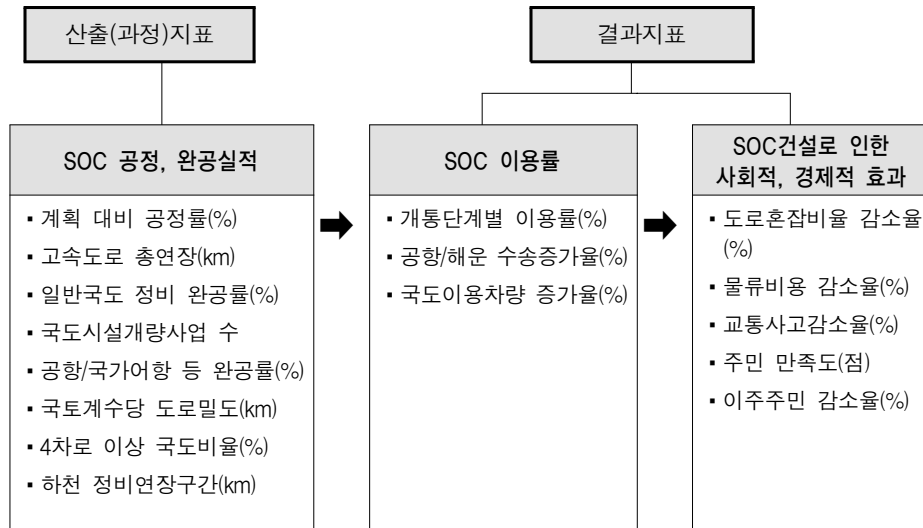 산출(과정)지표
결과지표
SOC 공정, 완공실적
▪ 계획 대비 공정률(%)
▪ 고속도로 총연장(km)
▪ 일반국도 정비 완공률(%)
▪ 국도시설개량사업 수
▪ 공항/국가어항 등 완공률(%)
▪ 국토계수당 도로밀도(km)
▪ 4차로 이상 국도비율(%)
▪ 하천 정비연장구간(km)
SOC 이용률
▪ 개통단계별 이용률(%)
▪ 공항/해운 수송증가율(%)
▪ 국도이용차량 증가율(%)
SOC건설로 인한
사회적, 경제적 효과
▪ 도로혼잡비율 감소율
(%)
▪ 물류비용 감소율(%)
▪ 교통사고감소율(%)
▪ 주민 만족도(점)
▪ 이주주민 감소율(%)